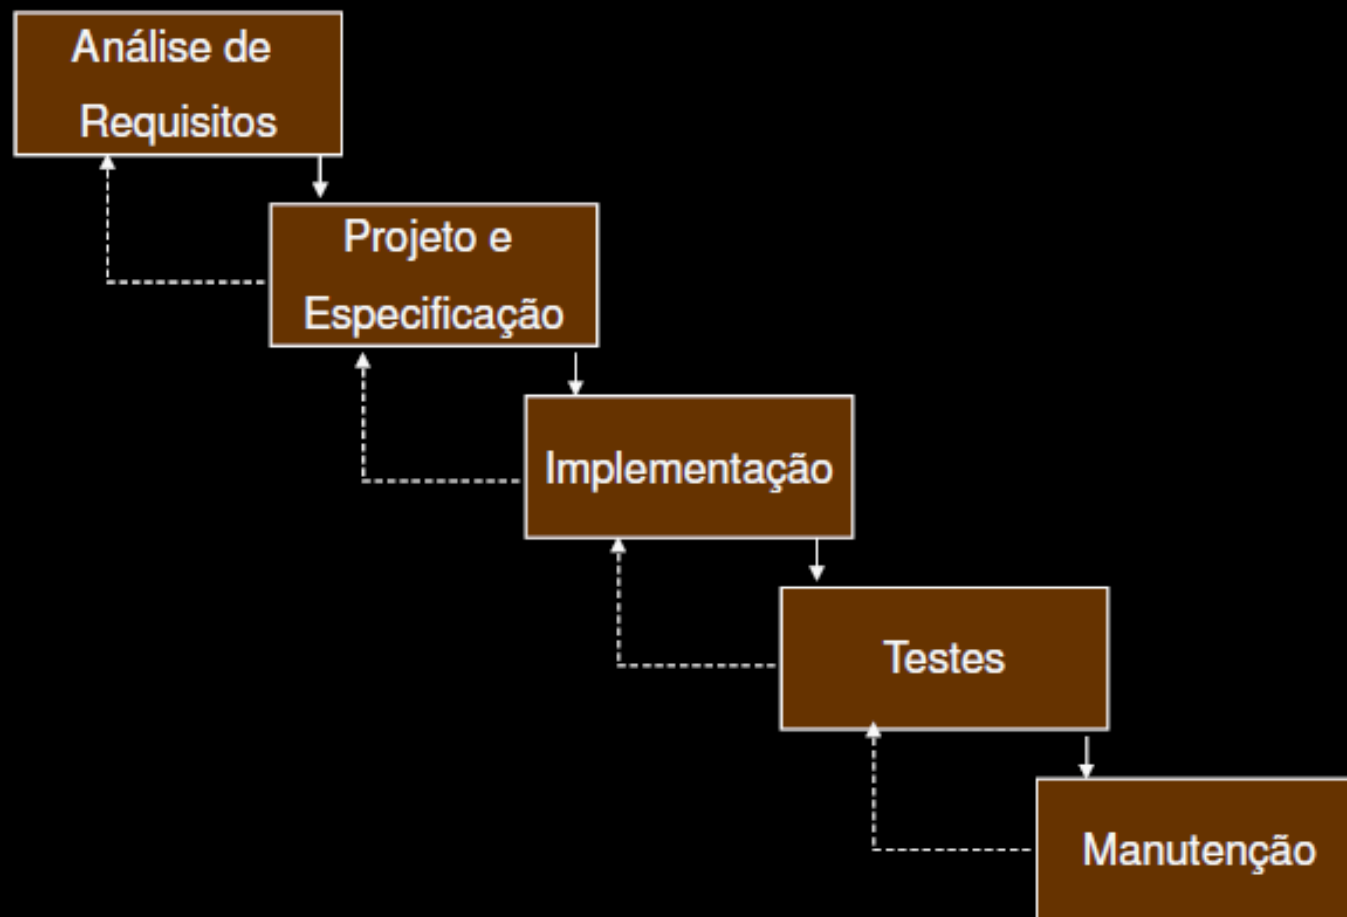 Análise de
Requisitos
Projeto e
Especificação
Implementação
Testes
Manutenção